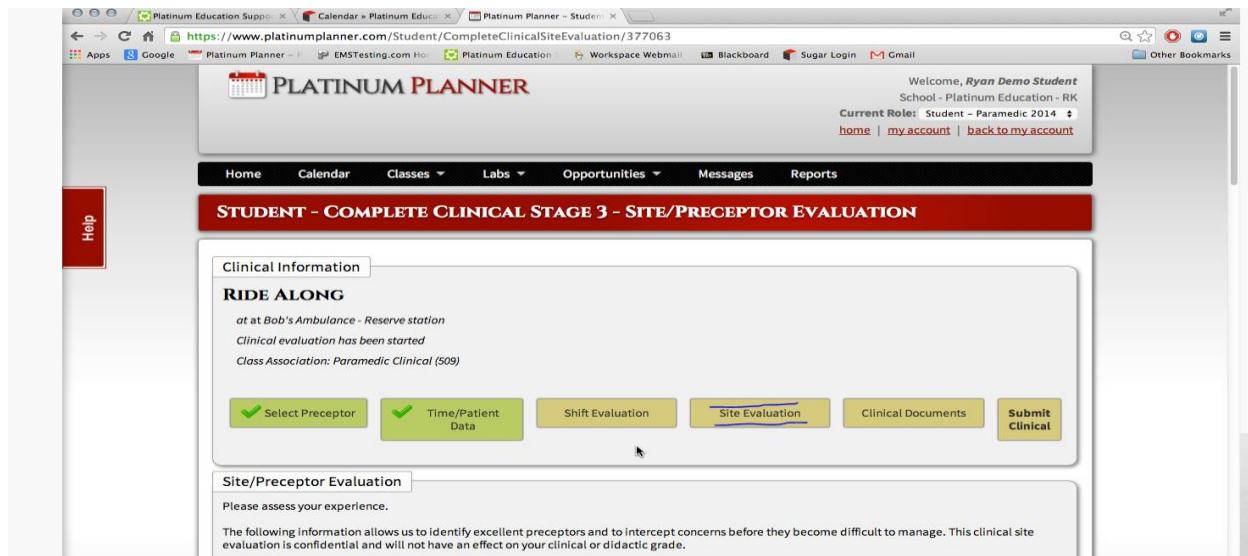 Platinum Education Suppo
Calendar » Platinum Educa
Platinum Planner – Studen
https://www.platinumplanner.com/Student/CompleteClinicalSiteEvaluation/377063
Apps Google Platinum Planner – EMSTesting.com Ho Platinum Education Workspace Webmail Blackboard Sugar Login Gmail Other Bookmarks
PLATINUM PLANNER
Welcome, Ryan Demo Student
School - Platinum Education - RK
Current Role: Student – Paramedic 2014
home | my account | back to my account
Home Calendar Classes Labs Opportunities Messages Reports
Help
STUDENT - COMPLETE CLINICAL STAGE 3 - SITE/PRECEPTOR EVALUATION
Clinical Information
RIDE ALONG
at at Bob's Ambulance - Reserve station
Clinical evaluation has been started
Class Association: Paramedic Clinical (509)
Select Preceptor
Time/Patient
Data
Shift Evaluation
Site Evaluation
Clinical Documents
Submit
Clinical
Site/Preceptor Evaluation
Please assess your experience.
The following information allows us to identify excellent preceptors and to intercept concerns before they become difficult to manage. This clinical site
evaluation is confidential and will not have an effect on your clinical or didactic grade.